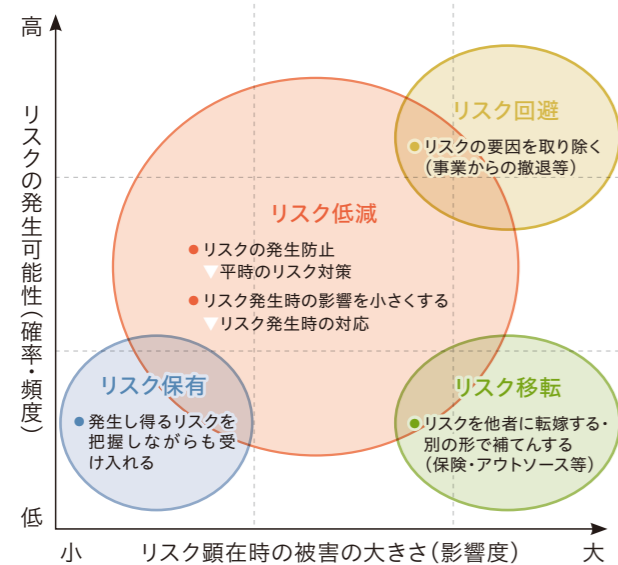 高
リスクの発生可能性(確率・頻度)
低
リスク回避
●リスクの要因を取り除く
(事業からの撤退等)
リスク低減
●リスクの発生防止
▼平時のリスク対策
●リスク発生時の影響を小さくする
▼リスク発生時の対応
リスク保有
●発生し得るリスクを
把握しながらも受
け入れる
リスク移転
●リスクを他者に転嫁する・
別の形で補てんする
(保険・アウトソース等)
小
リスク顕在時の被害の大きさ(影響度)
大